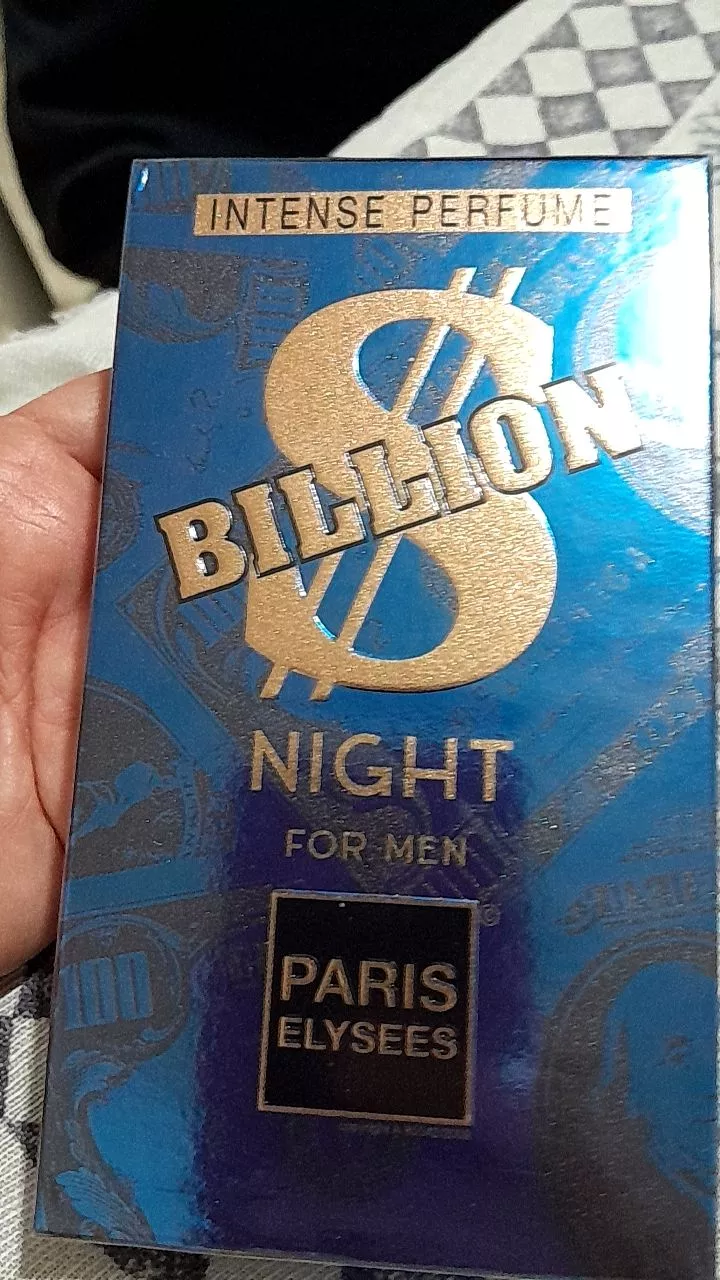 INTENSE PERFUME
$
BILLION
NIGHT
FOR MEN
PARIS
ELYSEES